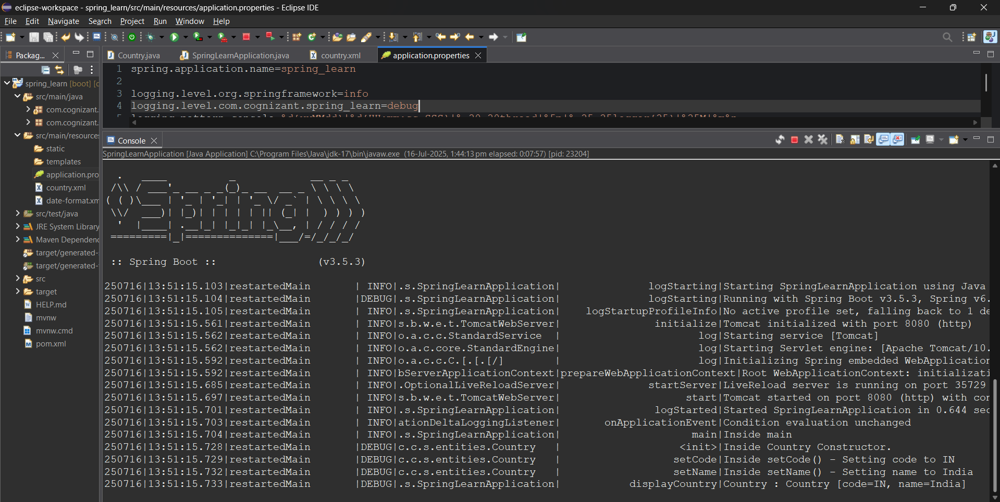 eclipse-workspace - spring_learn/src/main/resources/application.properties - Eclipse IDE
File Edit Navigate Search Project Run Window Help
Packag...
Country.java
SpringLearnApplication.java
country.xml
application.properties
spring_learn [boot]
src/main/java
com.cognizant.
com.cognizant.
src/main/resources
static
templates
application.pro
country.xml
date-format.xm
src/test/java
JRE System Library
Maven Dependenc
target/generated-
target/generated-
src
target
HELP.md
mvnw
mvnw.cmd
pom.xml
1 spring.application.name=spring_learn
2
3 logging.level.org.springframework=info
4 logging.level.com.cognizant.spring_learn=debug
Console
SpringLearnApplication [Java Application] C:\Program Files\Java\jdk-17\bin\javaw.exe (16-Jul-2025, 1:44:13 pm elapsed: 0:07:57) [pid: 23204]
Spring
:: Spring Boot :: (v3.5.3)
250716|13:51:15.103|restartedMain | INFO|.s.SpringLearnApplication| logStarting|Starting SpringLearnApplication using Java
250716|13:51:15.104|restartedMain |DEBUG|.s.SpringLearnApplication| logStarting|Running with Spring Boot v3.5.3, Spring v6.
250716|13:51:15.105|restartedMain | INFO|.s.SpringLearnApplication| logStartupProfileInfo|No active profile set, falling back to 1 de
250716|13:51:15.561|restartedMain | INFO|s.b.w.e.t.TomcatWebServer| initialize|Tomcat initialized with port 8080 (http)
250716|13:51:15.562|restartedMain | INFO|o.a.c.c.StandardService | log|Starting service [Tomcat]
250716|13:51:15.562|restartedMain | INFO|o.a.c.core.StandardEngine| log|Starting Servlet engine: [Apache Tomcat/10.
250716|13:51:15.592|restartedMain | INFO|o.a.c.c.C.[.[.[/] | log|Initializing Spring embedded WebApplication
250716|13:51:15.592|restartedMain | INFO|bServerApplicationContext|prepareWebApplicationContext|Root WebApplicationContext: initializati
250716|13:51:15.685|restartedMain | INFO|.OptionalLiveReloadServer| startServer|LiveReload server is running on port 35729
250716|13:51:15.697|restartedMain | INFO|s.b.w.e.t.TomcatWebServer| start|Tomcat started on port 8080 (http) with con
250716|13:51:15.701|restartedMain | INFO|.s.SpringLearnApplication| logStarted|Started SpringLearnApplication in 0.644 sec
250716|13:51:15.703|restartedMain | INFO|ationDeltaLoggingListener| onApplicationEvent|Condition evaluation unchanged
250716|13:51:15.704|restartedMain | INFO|.s.SpringLearnApplication| main|Inside main
250716|13:51:15.728|restartedMain |DEBUG|c.c.s.entities.Country | <init>|Inside Country Constructor.
250716|13:51:15.729|restartedMain |DEBUG|c.c.s.entities.Country | setCode|Inside setCode() - Setting code to IN
250716|13:51:15.732|restartedMain |DEBUG|c.c.s.entities.Country | setName|Inside setName() - Setting name to India
250716|13:51:15.733|restartedMain |DEBUG|.s.SpringLearnApplication| displayCountry|Country : Country [code=IN, name=India]